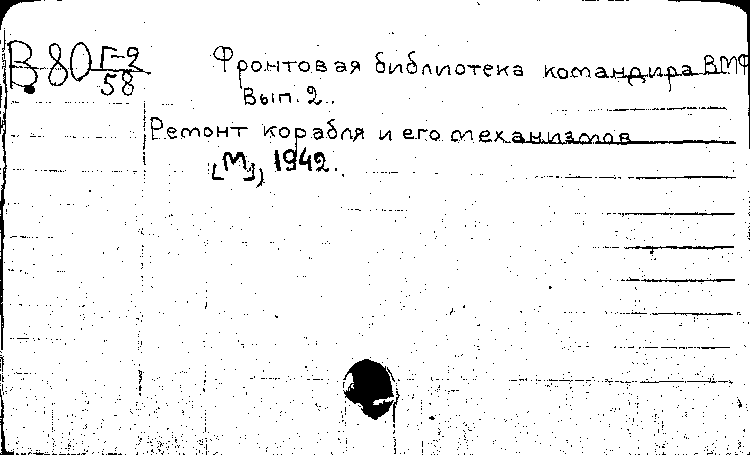 В 80 Г-2/58
Фронтовая библиотека командира ВМФ
Вып. 2.
Ремонт корабля и его механизмов
[М], 1942.